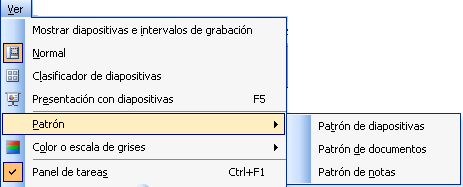 Ver
Mostrar diapositivas e intervalos de grabación
Normal
Clasificador de diapositivas
Presentación con diapositivas F5
Patrón
Patrón de diapositivas
Patrón de documentos
Color o escala de grises
Patrón de notas
Panel de tareas Ctrl+F1